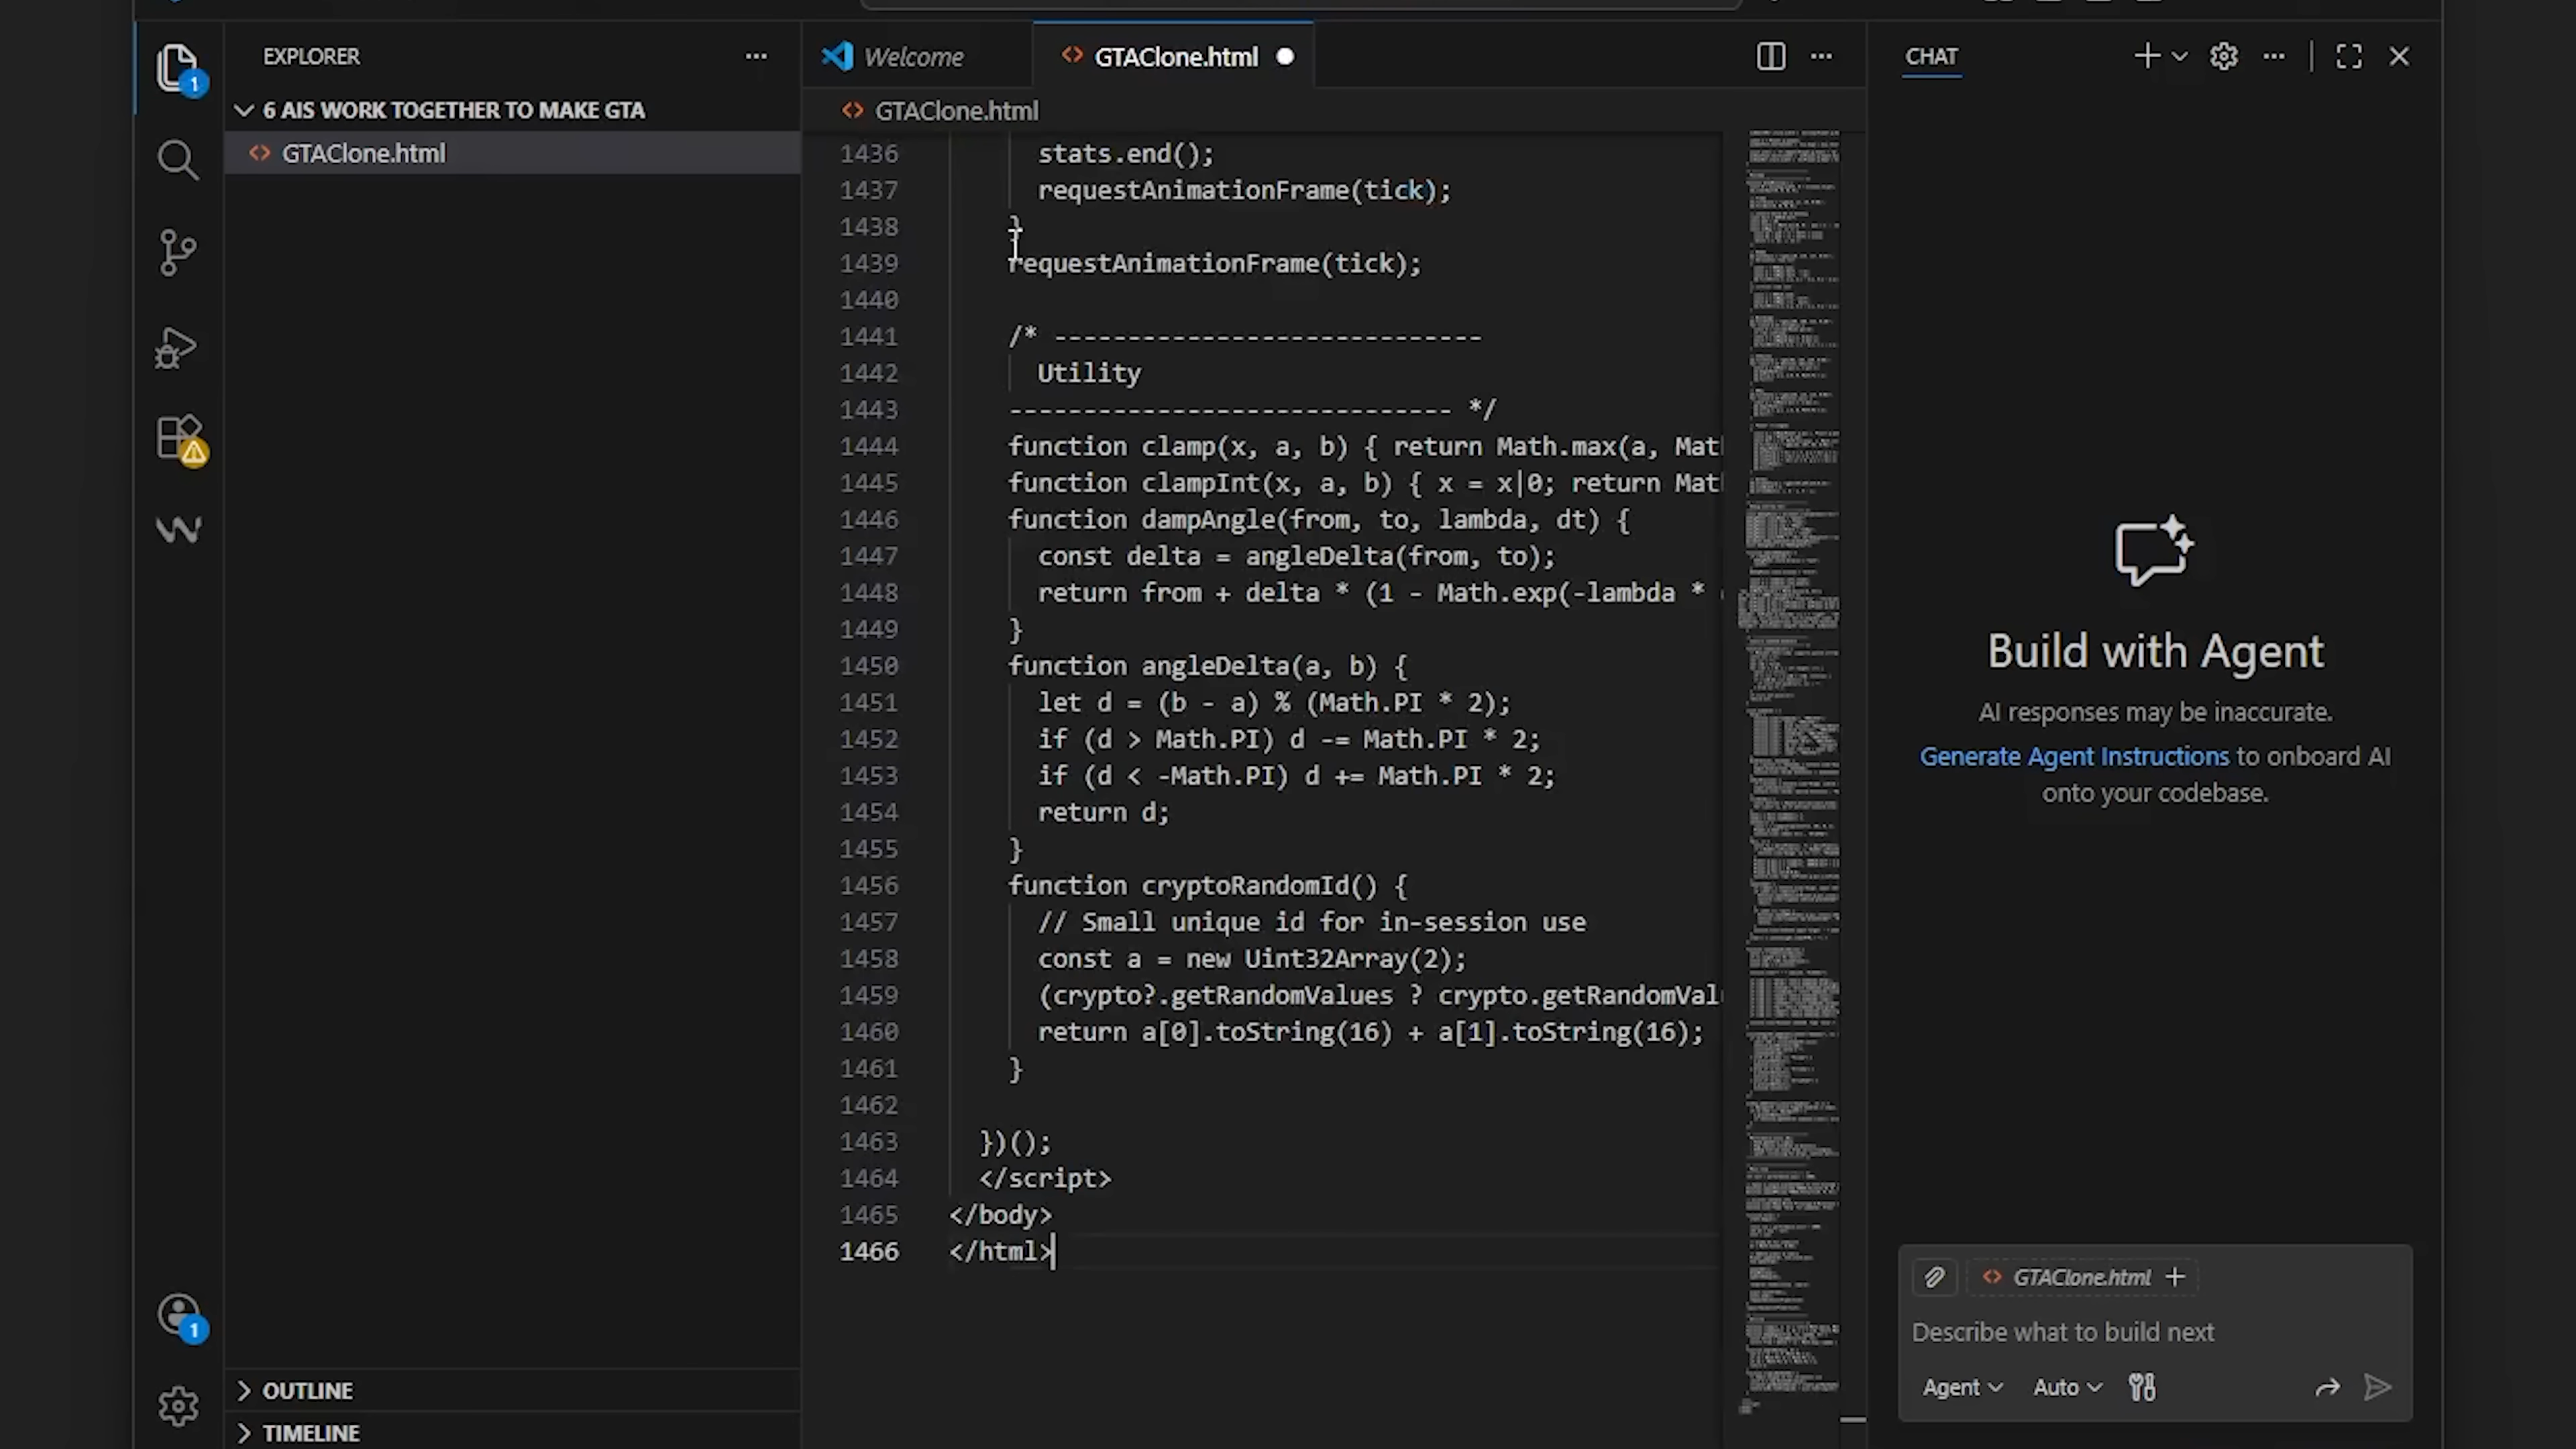 EXPLORER
6 AIS WORK TOGETHER TO MAKE GTA
GTAClone.html
1
1
OUTLINE
TIMELINE
Welcome
GTAClone.html
GTAClone.html
1436 stats.end();
1437 requestAnimationFrame(tick);
1438 }
1439 requestAnimationFrame(tick);
1440
1441 /* -----------------------------
1442 Utility
1443 ------------------------------ */
1444 function clamp(x, a, b) { return Math.max(a, Mat
1445 function clampInt(x, a, b) { x = x|0; return Mat
1446 function dampAngle(from, to, lambda, dt) {
1447 const delta = angleDelta(from, to);
1448 return from + delta * (1 - Math.exp(-lambda *
1449 }
1450 function angleDelta(a, b) {
1451 let d = (b - a) % (Math.PI * 2);
1452 if (d > Math.PI) d -= Math.PI * 2;
1453 if (d < -Math.PI) d += Math.PI * 2;
1454 return d;
1455 }
1456 function cryptoRandomId() {
1457 // Small unique id for in-session use
1458 const a = new Uint32Array(2);
1459 (crypto?.getRandomValues ? crypto.getRandomVal
1460 return a[0].toString(16) + a[1].toString(16);
1461 }
1462
1463 })();
1464 </script>
1465 </body>
1466 </html>
CHAT
Build with Agent
AI responses may be inaccurate.
Generate Agent Instructions to onboard AI
onto your codebase.
GTAClone.html
Describe what to build next
Agent Auto